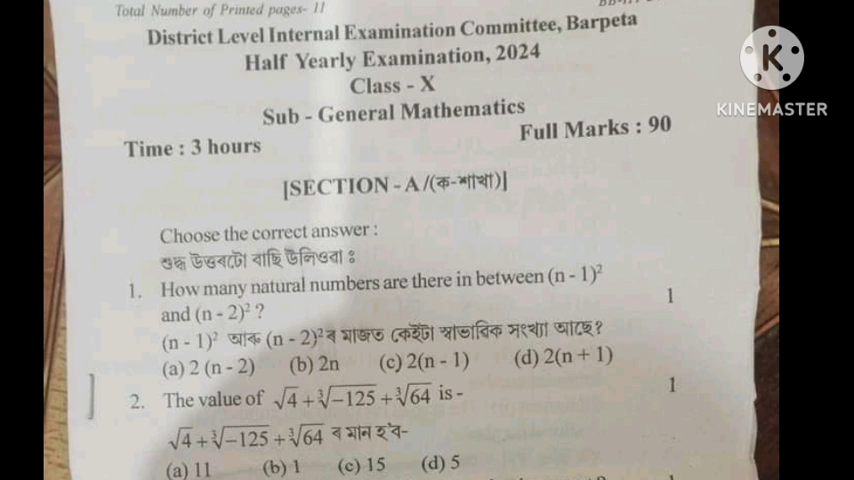 Total Number of Printed pages- 11
District Level Internal Examination Committee, Barpeta
Half Yearly Examination, 2024
Class - X
Sub - General Mathematics
Time : 3 hours
Full Marks : 90
[SECTION - A /(ক-শাখা)]
Choose the correct answer :
শুদ্ধ উত্তৰটো বাছি উলিওৱা ঃ
1. How many natural numbers are there in between (n - 1)²
and (n - 2)² ?
1
(n - 1)² আৰু (n - 2)²ৰ মাজত কেইটা স্বাভাবিক সংখ্যা আছে?
(a) 2 (n - 2) (b) 2n (c) 2(n - 1) (d) 2(n + 1)
2. The value of √4 + ∛-125 + ∛64 is -
1
√4 + ∛-125 + ∛64 ৰ মান হ'ব-
(a) 11 (b) 1 (c) 15 (d) 5
K
KINEMASTER